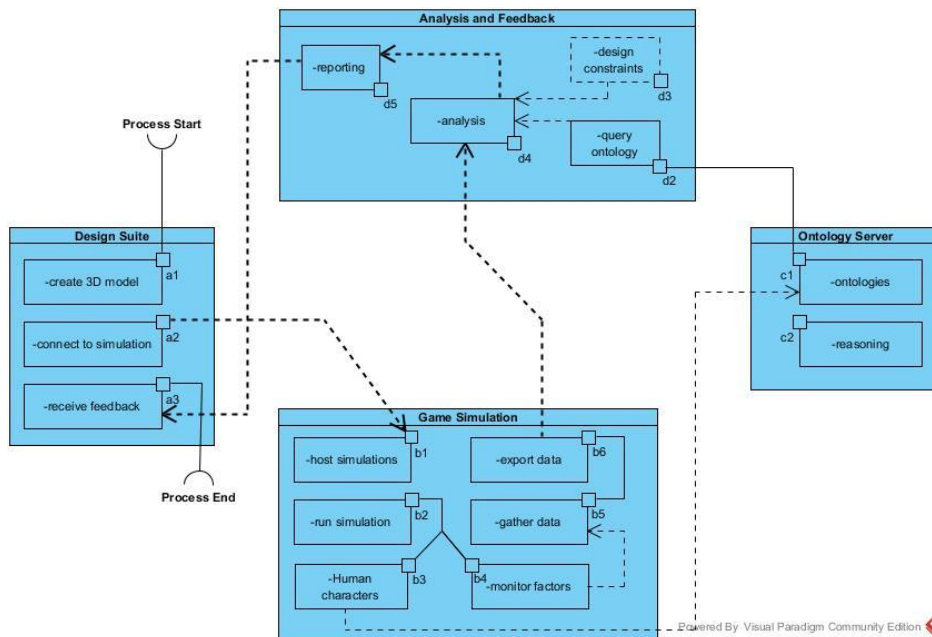 Analysis and Feedback
-reporting
d5
-design
constraints
d3
-analysis
d4
-query
ontology
d2
Process Start
Design Suite
-create 3D model
a1
-connect to simulation
a2
-receive feedback
a3
Process End
Ontology Server
c1
-ontologies
c2
-reasoning
Game Simulation
-host simulations
b1
-export data
b6
-run simulation
b2
-gather data
b5
-Human
characters
b3
b4
-monitor factors
Powered By Visual Paradigm Community Edition